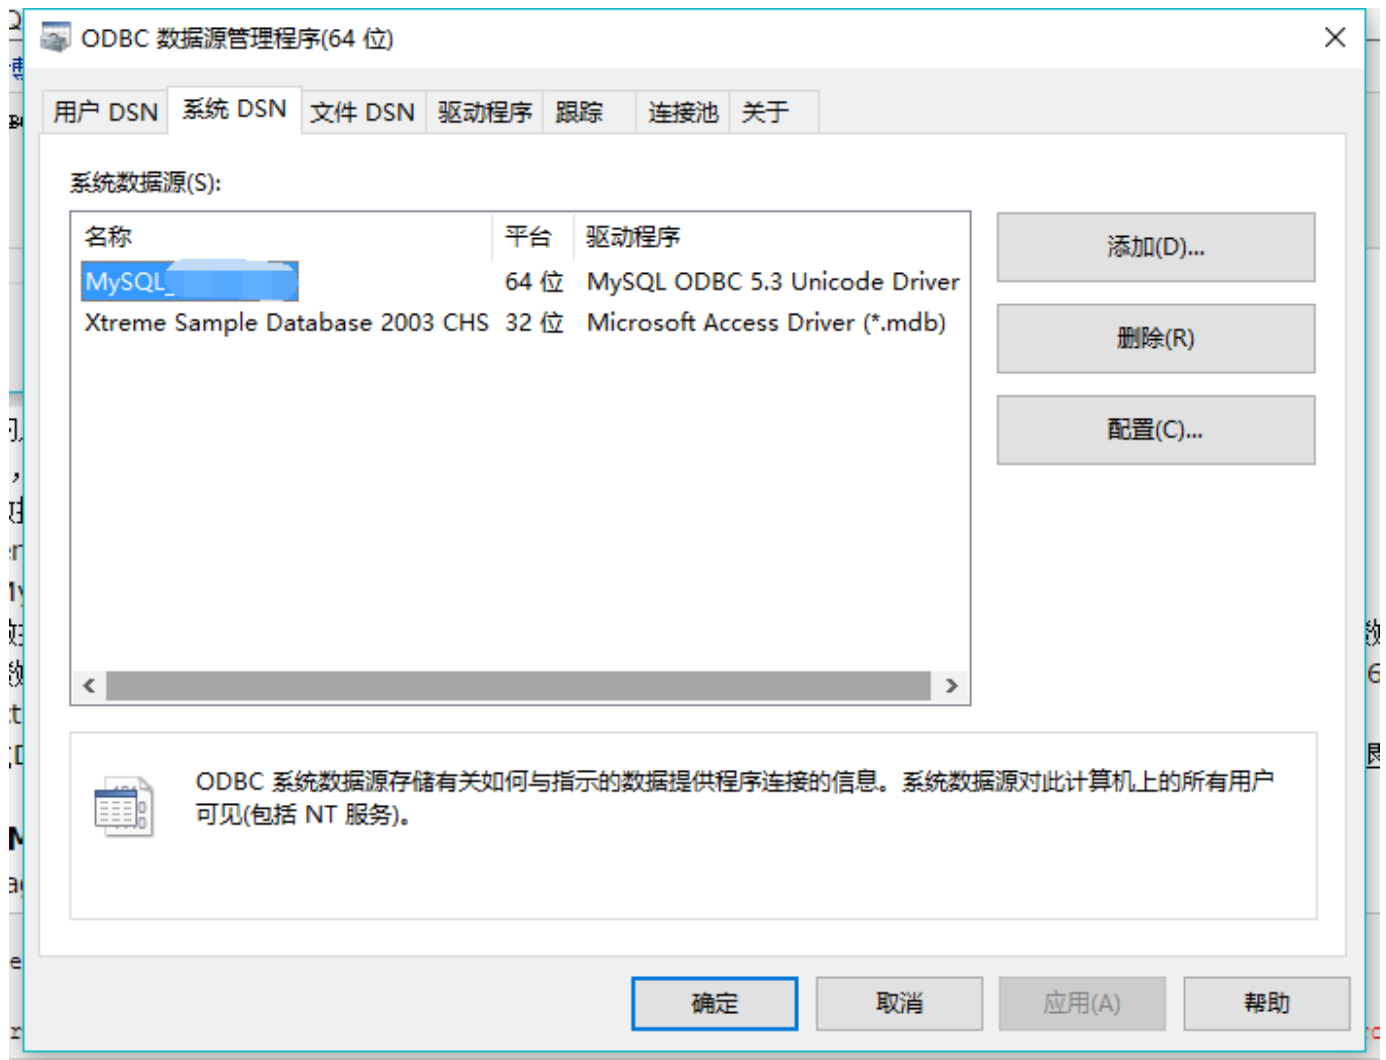 ODBC 数据源管理程序(64 位)
用户 DSN 系统 DSN 文件 DSN 驱动程序 跟踪 连接池 关于
系统数据源(S):
名称 平台 驱动程序
MySQL_ 64 位 MySQL ODBC 5.3 Unicode Driver
Xtreme Sample Database 2003 CHS 32 位 Microsoft Access Driver (*.mdb)
添加(D)...
删除(R)
配置(C)...
ODBC 系统数据源存储有关如何与指示的数据提供程序连接的信息。系统数据源对此计算机上的所有用户
可见(包括 NT 服务)。
确定 取消 应用(A) 帮助